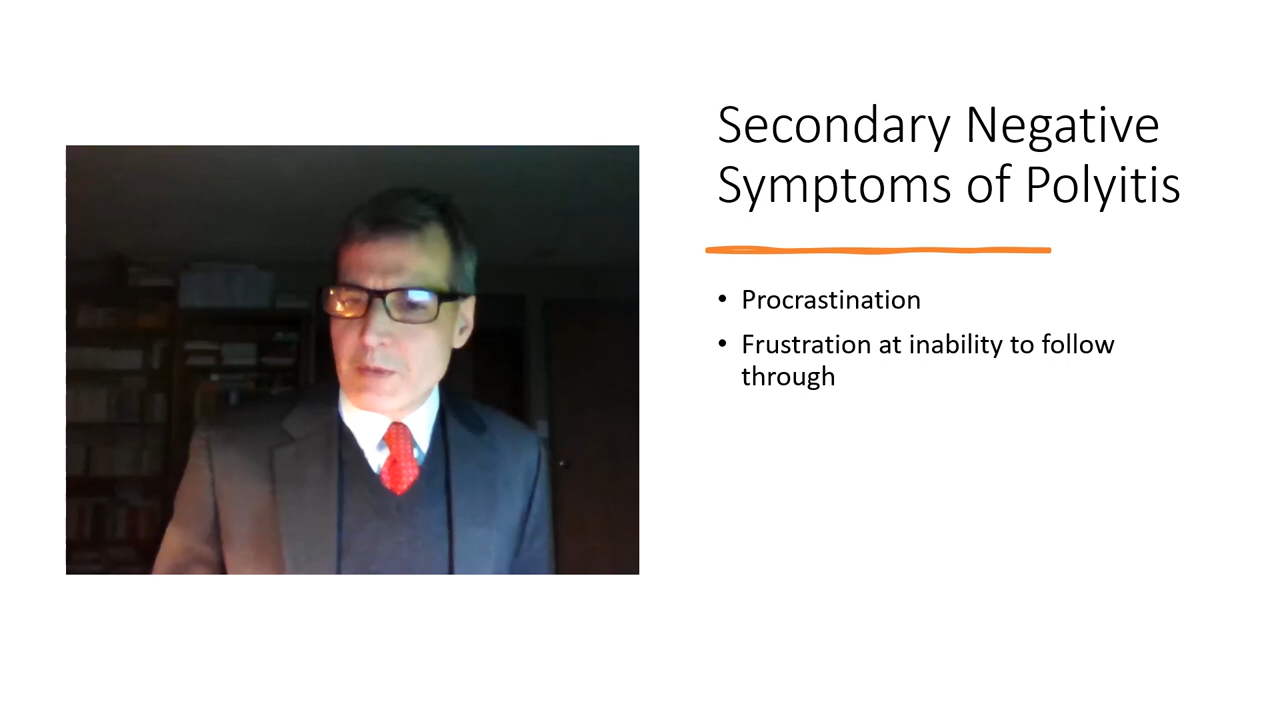 Secondary Negative
Symptoms of Polyitis
• Procrastination
• Frustration at inability to follow
through